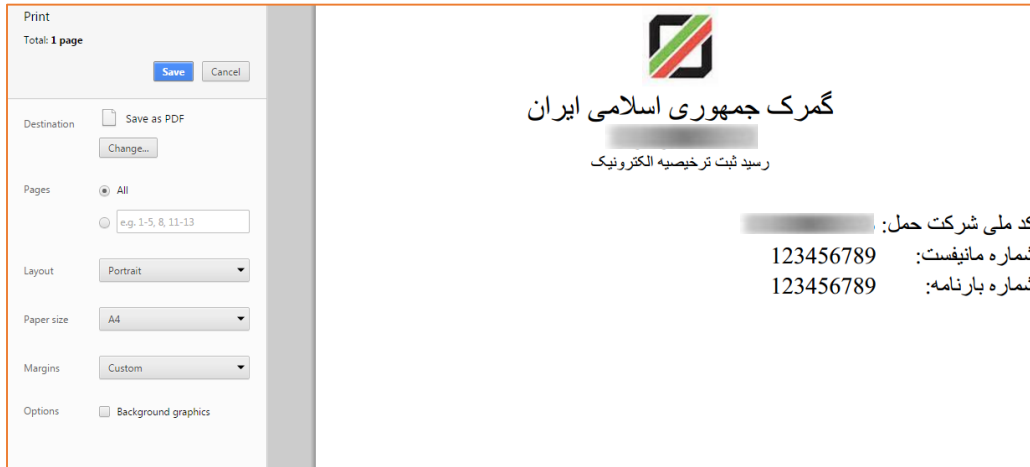 Print
Total: 1 page
Save Cancel
Destination Save as PDF
Change...
Pages All
e.g. 1-5, 8, 11-13
Layout Portrait
Paper size A4
Margins Custom
Options Background graphics
گمرک جمهوری اسلامی ایران
رسید ثبت ترخیصیه الکترونیک
کد ملی شرکت حمل:
شماره مانیفست: 123456789
شماره بارنامه: 123456789